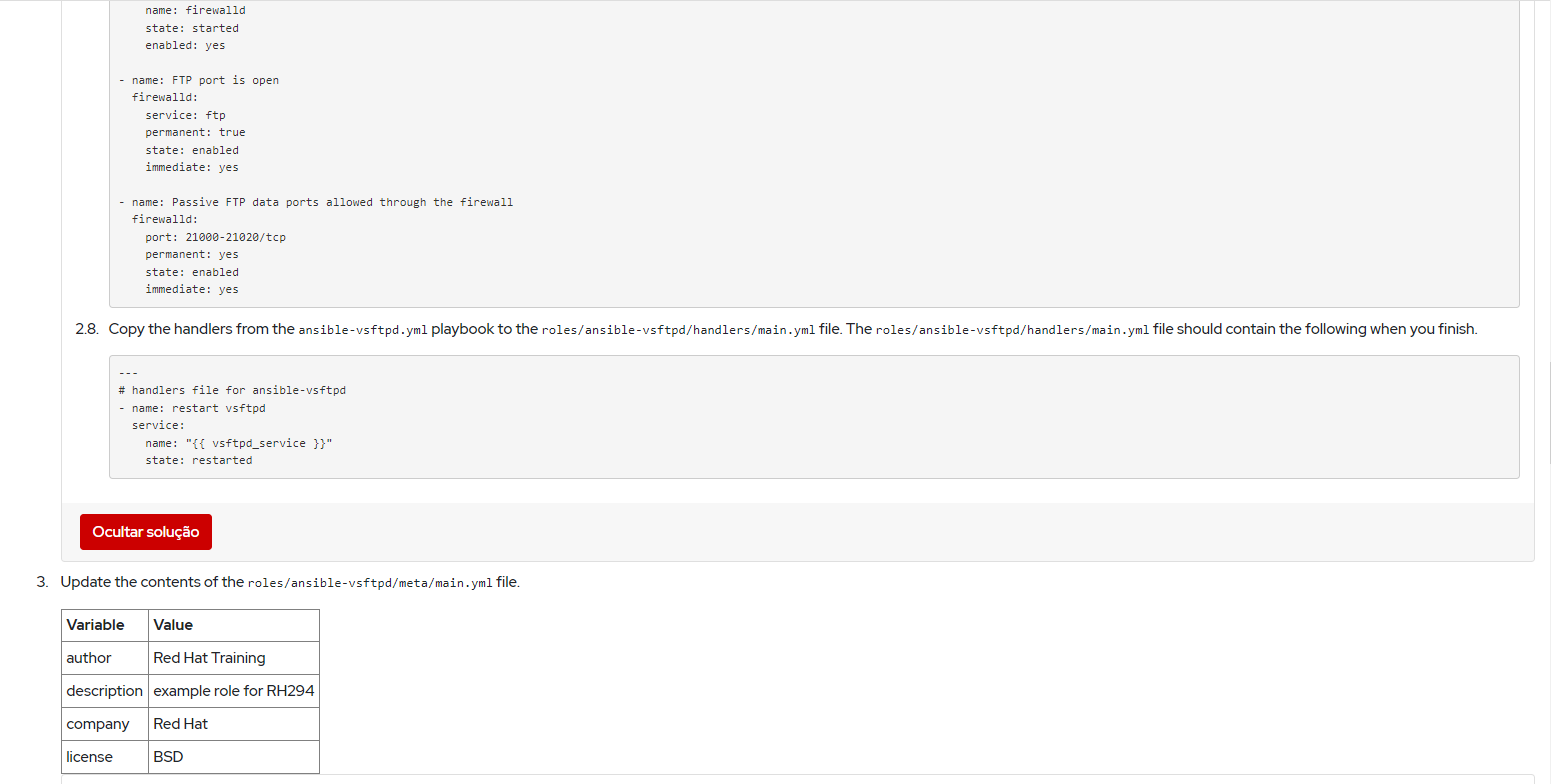 name: firewalld
state: started
enabled: yes
- name: FTP port is open
firewalld:
service: ftp
permanent: true
state: enabled
immediate: yes
- name: Passive FTP data ports allowed through the firewall
firewalld:
port: 21000-21020/tcp
permanent: yes
state: enabled
immediate: yes
2.8. Copy the handlers from the ansible-vsftpd.yml playbook to the roles/ansible-vsftpd/handlers/main.yml file. The roles/ansible-vsftpd/handlers/main.yml file should contain the following when you finish.
---
# handlers file for ansible-vsftpd
- name: restart vsftpd
service:
name: "{{ vsftpd_service }}"
state: restarted
Ocultar solução
3. Update the contents of the roles/ansible-vsftpd/meta/main.yml file.
Variable Value
author Red Hat Training
description example role for RH294
company Red Hat
license BSD